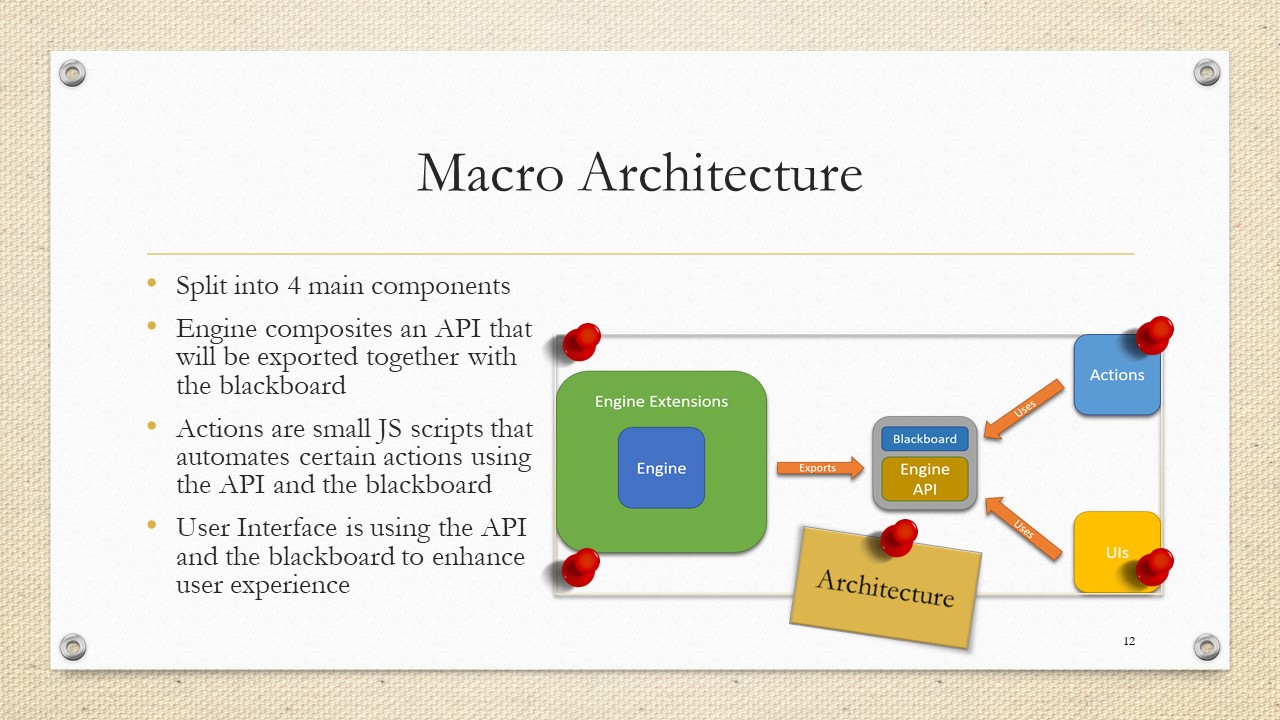 Macro Architecture
• Split into 4 main components
• Engine composites an API that
will be exported together with
the blackboard
• Actions are small JS scripts that
automates certain actions using
the API and the blackboard
• User Interface is using the API
and the blackboard to enhance
user experience
Engine Extensions
Engine
Exports
Blackboard
Engine
API
Uses
Actions
Uses
UIs
Architecture
12